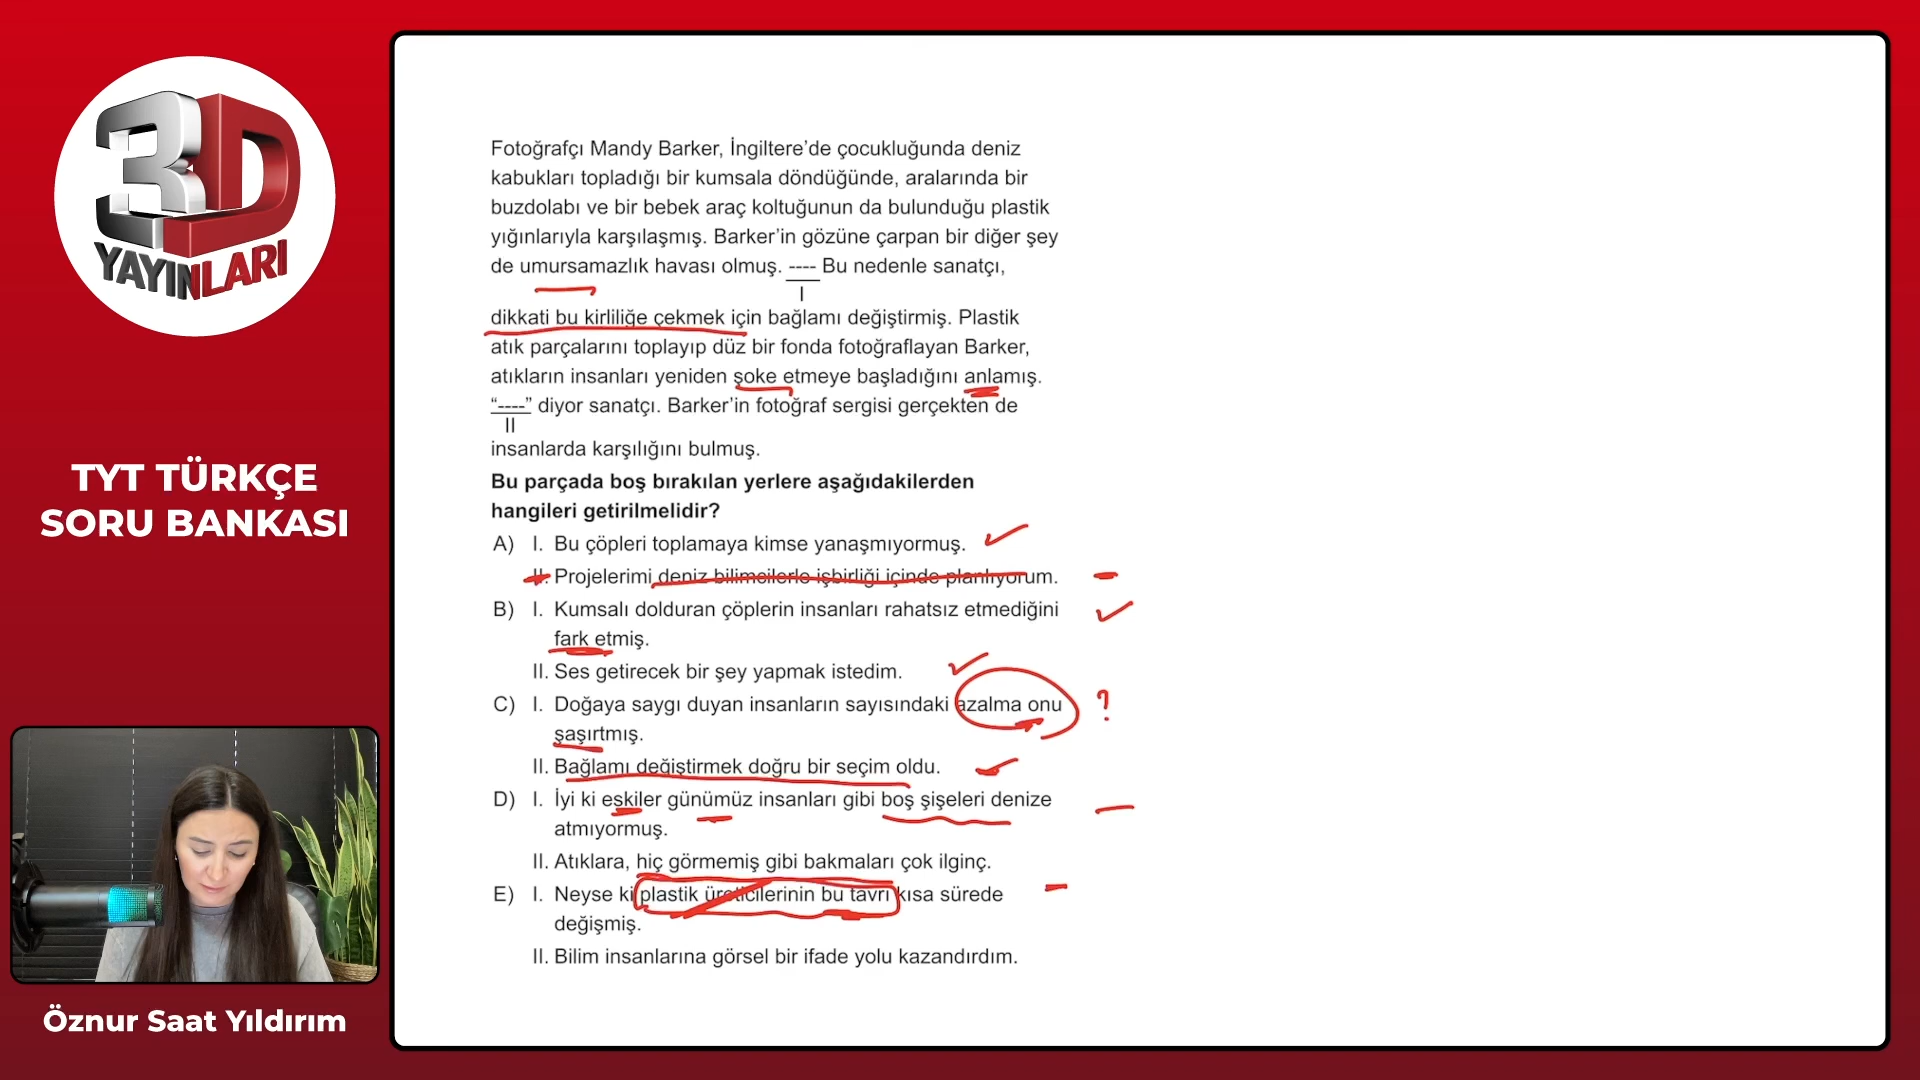 3D
YAYINLARI
TYT TÜRKÇE
SORU BANKASI
Öznur Saat Yıldırım
Fotoğrafçı Mandy Barker, İngiltere’de çocukluğunda deniz
kabukları topladığı bir kumsala döndüğünde, aralarında bir
buzdolabı ve bir bebek araç koltuğunun da bulunduğu plastik
yığınlarıyla karşılaşmış. Barker’in gözüne çarpan bir diğer şey
de umursamazlık havası olmuş. ---- Bu nedenle sanatçı,
I
dikkati bu kirliliğe çekmek için bağlamı değiştirmiş. Plastik
atık parçalarını toplayıp düz bir fonda fotoğraflayan Barker,
atıkların insanları yeniden şoke etmeye başladığını anlamış.
“----” diyor sanatçı. Barker’in fotoğraf sergisi gerçekten de
II
insanlarda karşılığını bulmuş.
Bu parçada boş bırakılan yerlere aşağıdakilerden
hangileri getirilmelidir?
A) I. Bu çöpleri toplamaya kimse yanaşmıyormuş.
II. Projelerimi deniz bilimcilerle işbirliği içinde planlıyorum.
B) I. Kumsalı dolduran çöplerin insanları rahatsız etmediğini
fark etmiş.
II. Ses getirecek bir şey yapmak istedim.
C) I. Doğaya saygı duyan insanların sayısındaki azalma onu ?
şaşırtmış.
II. Bağlamı değiştirmek doğru bir seçim oldu.
D) I. İyi ki eskiler günümüz insanları gibi boş şişeleri denize
atmıyormuş.
II. Atıklara, hiç görmemiş gibi bakmaları çok ilginç.
E) I. Neyse ki plastik üreticilerinin bu tavrı kısa sürede
değişmiş.
II. Bilim insanlarına görsel bir ifade yolu kazandırdım.